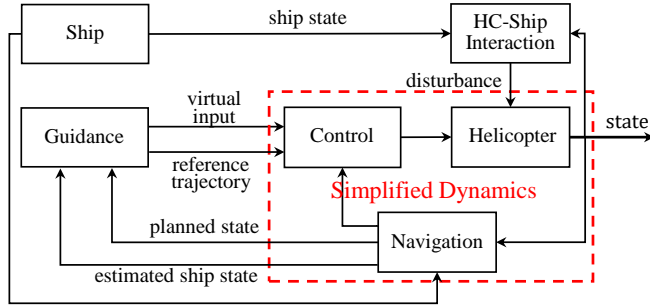 Ship
ship state
HC-Ship
Interaction
disturbance
virtual
input
Guidance
Control
Helicopter
state
reference
trajectory
Simplified Dynamics
planned state
Navigation
estimated ship state